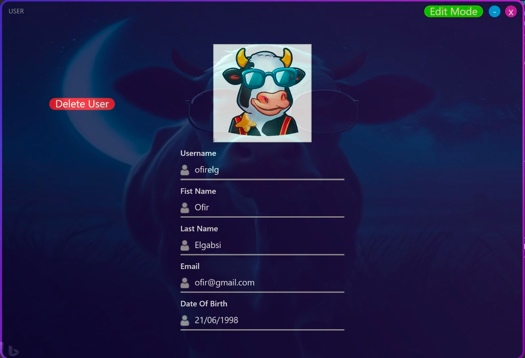 USER
Edit Mode
-
x
Delete User
Username
ofirelg
Fist Name
Ofir
Last Name
Elgabsi
Email
ofir@gmail.com
Date Of Birth
21/06/1998